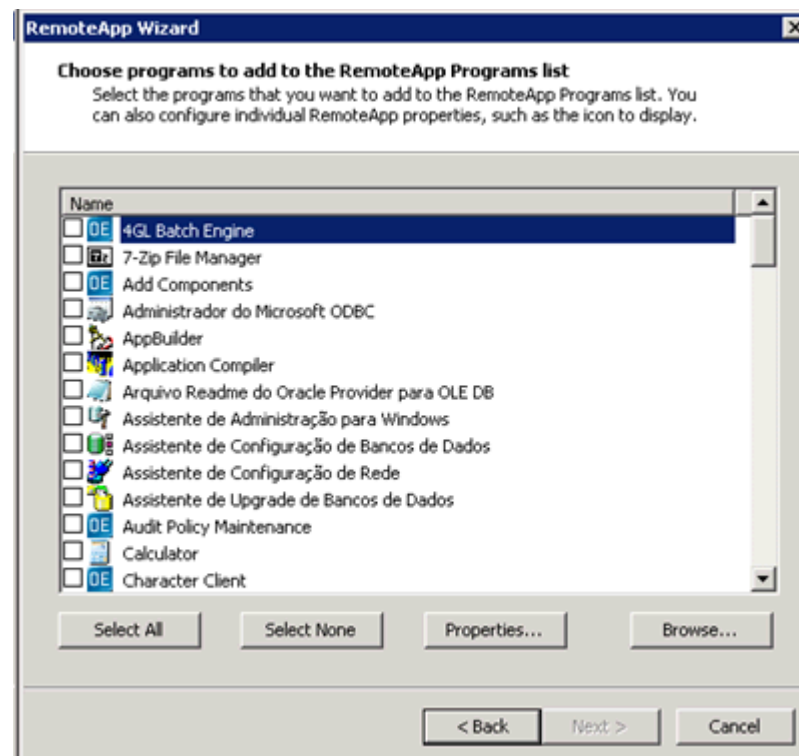 RemoteApp Wizard
Choose programs to add to the RemoteApp Programs list
Select the programs that you want to add to the RemoteApp Programs list. You
can also configure individual RemoteApp properties, such as the icon to display.
Name
OE 4GL Batch Engine
7-Zip File Manager
OE Add Components
Administrador do Microsoft ODBC
AppBuilder
Application Compiler
Arquivo Readme do Oracle Provider para OLE DB
Assistente de Administração para Windows
Assistente de Configuração de Bancos de Dados
Assistente de Configuração de Rede
Assistente de Upgrade de Bancos de Dados
OE Audit Policy Maintenance
Calculator
OE Character Client
Select All Select None Properties... Browse...
< Back Next > Cancel